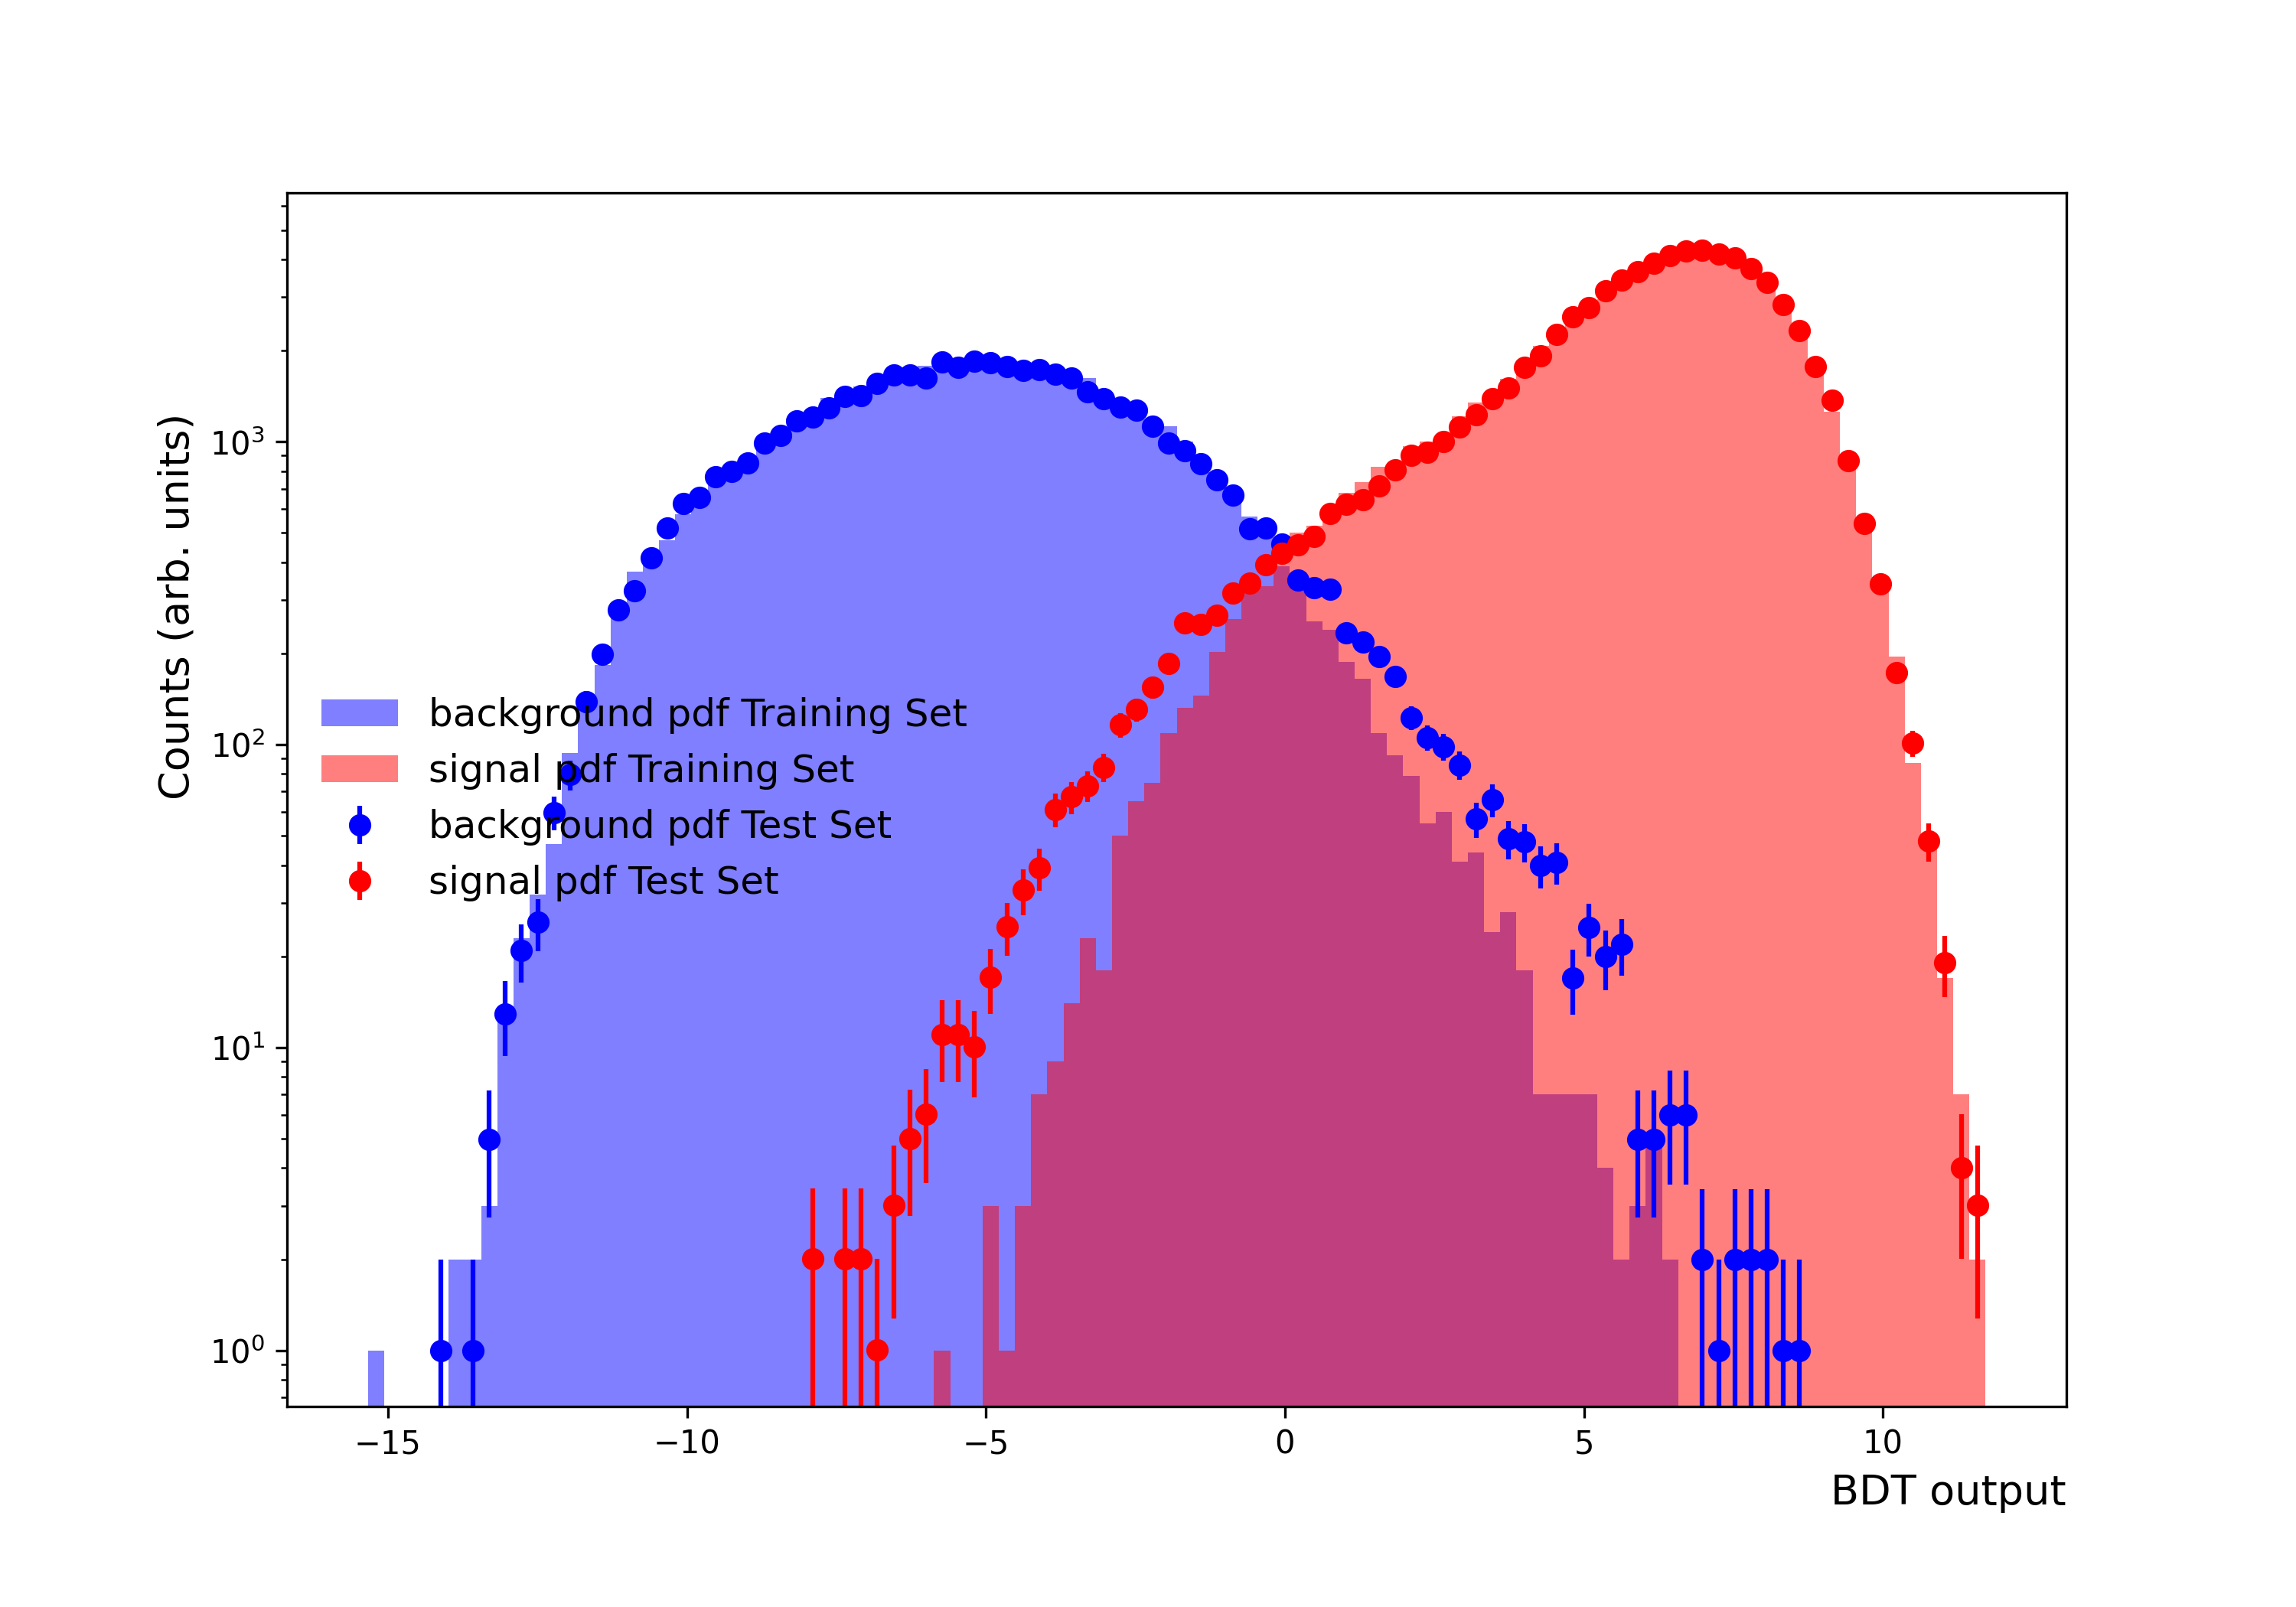 Counts (arb. units)
10³
10²
10¹
10⁰
background pdf Training Set
signal pdf Training Set
background pdf Test Set
signal pdf Test Set
−15 −10 −5 0 5 10
BDT output